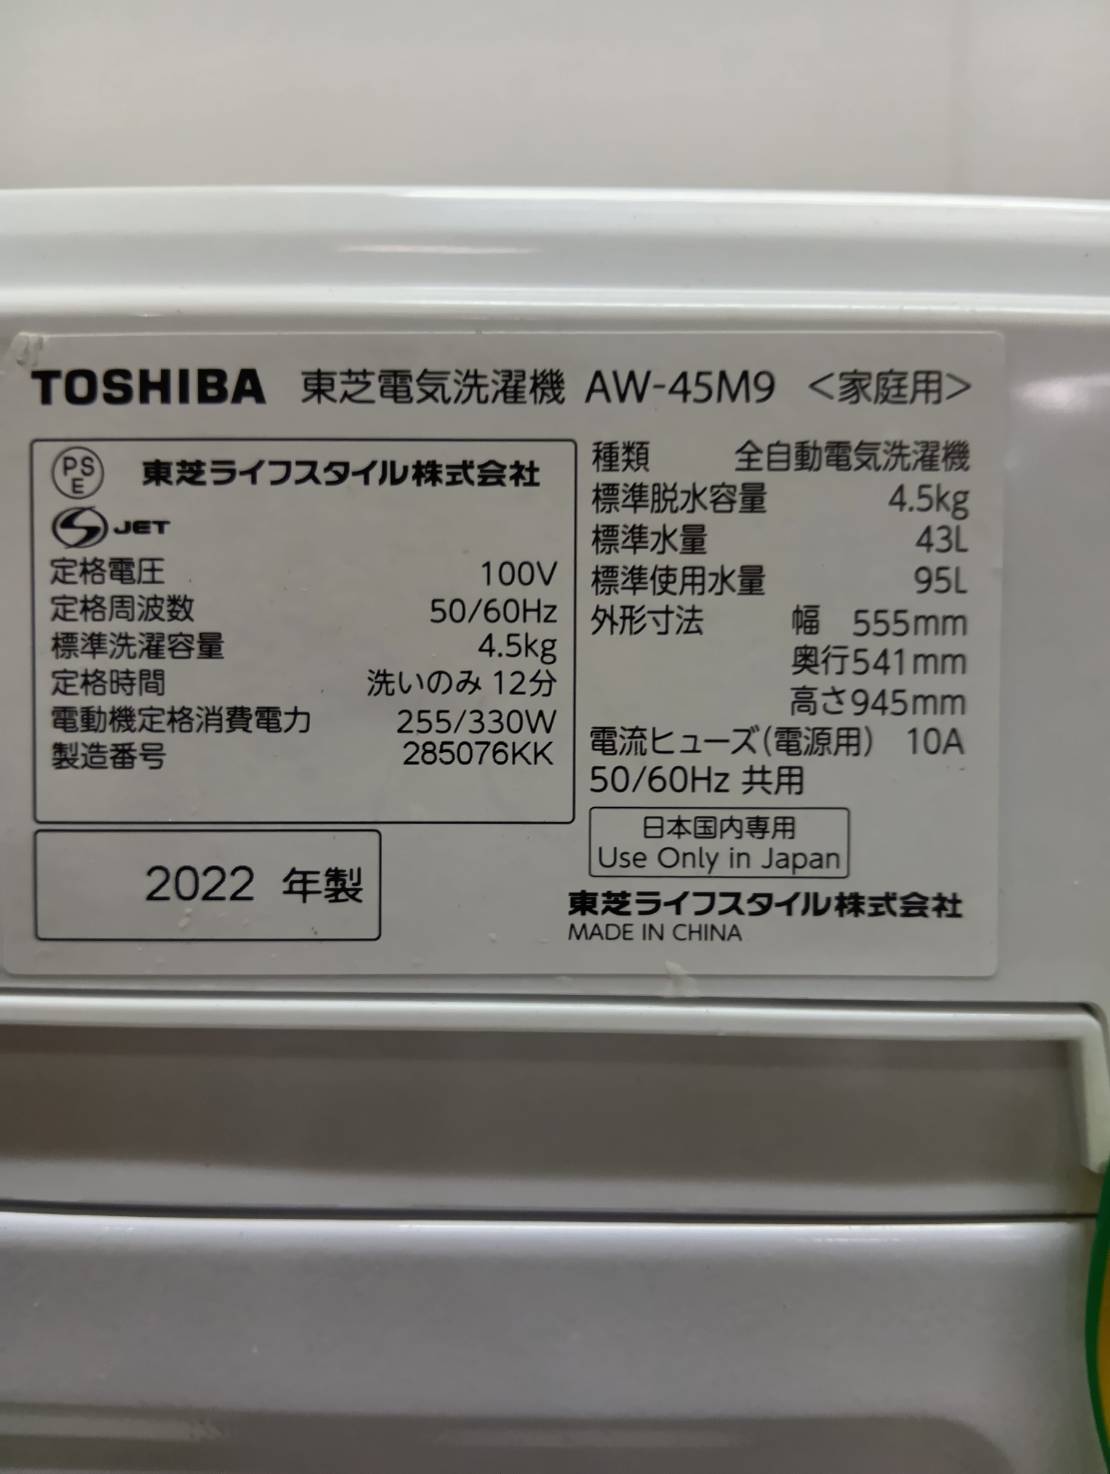 TOSHIBA 東芝電気洗濯機 AW-45M9 <家庭用>
PS
E
東芝ライフスタイル株式会社
S JET
定格電圧 100V
定格周波数 50/60Hz
標準洗濯容量 4.5kg
定格時間 洗いのみ 12分
電動機定格消費電力 255/330W
製造番号 285076KK
2022 年製
種類 全自動電気洗濯機
標準脱水容量 4.5kg
標準水量 43L
標準使用水量 95L
外形寸法 幅 555mm
奥行541mm
高さ945mm
電流ヒューズ(電源用) 10A
50/60Hz 共用
日本国内専用
Use Only in Japan
東芝ライフスタイル株式会社
MADE IN CHINA